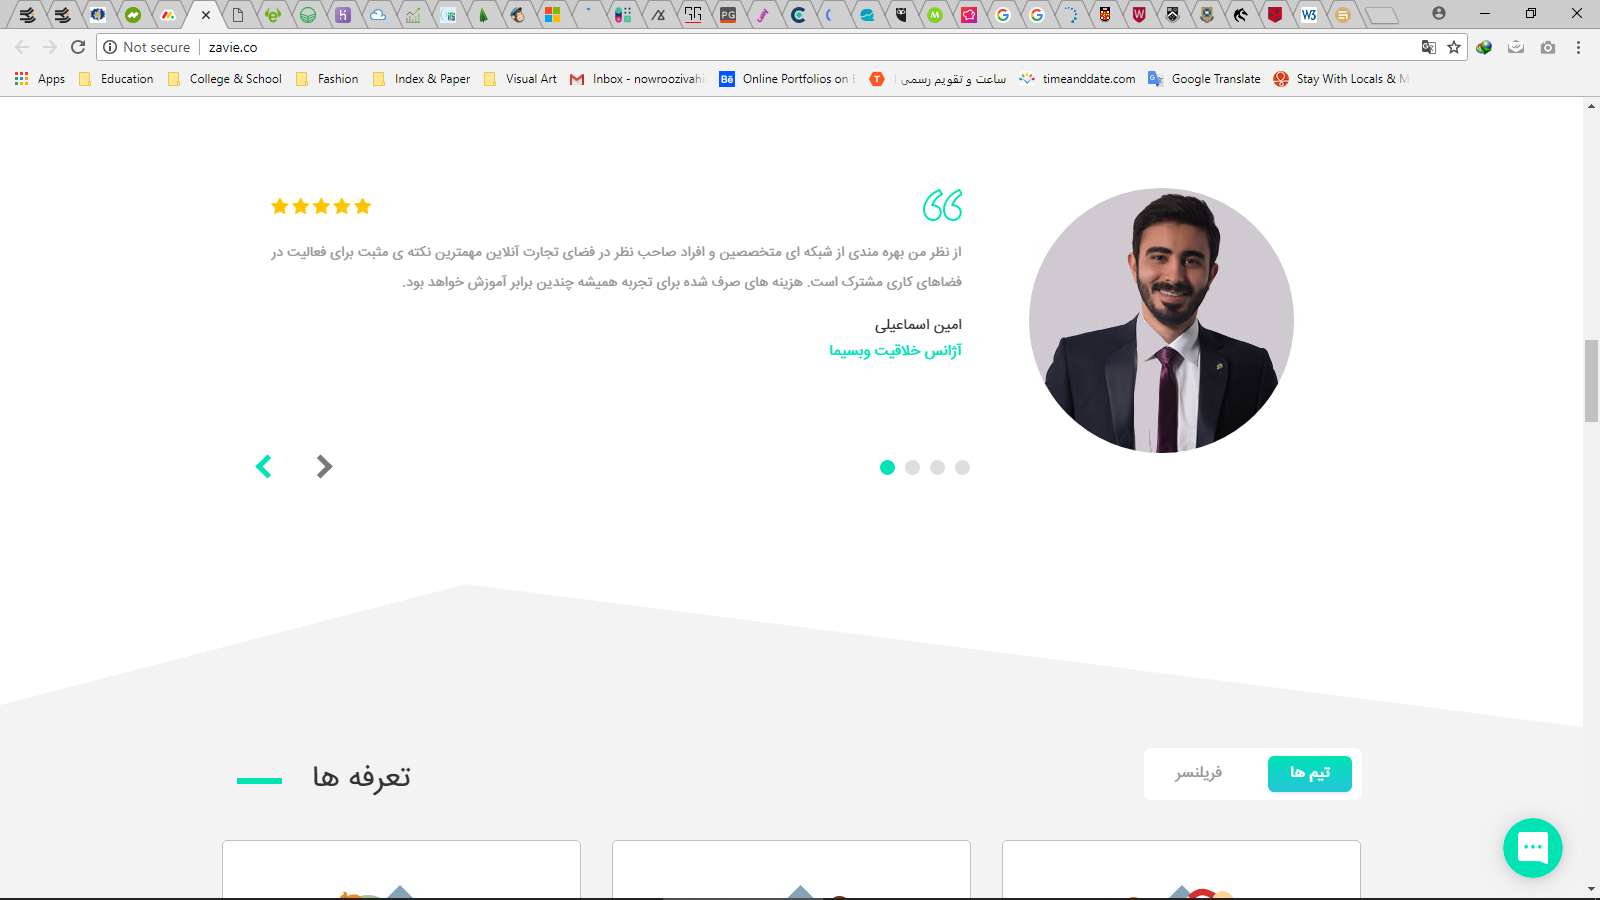 Not secure
zavie.co
Apps
Education
College & School
Fashion
Index & Paper
Visual Art
Inbox - nowroozivahi
Online Portfolios on
ساعت و تقویم رسمی
timeanddate.com
Google Translate
Stay With Locals & M
از نظر من بهره مندی از شبکه ای متخصصین و افراد صاحب نظر در فضای تجارت آنلاین مهمترین نکته ی مثبت برای فعالیت در
فضاهای کاری مشترک است. هزینه های صرف شده برای تجربه همیشه چندین برابر آموزش خواهد بود.
امین اسماعیلی
آژانس خلاقیت وبسیما
تیم ها
فریلنسر
تعرفه ها